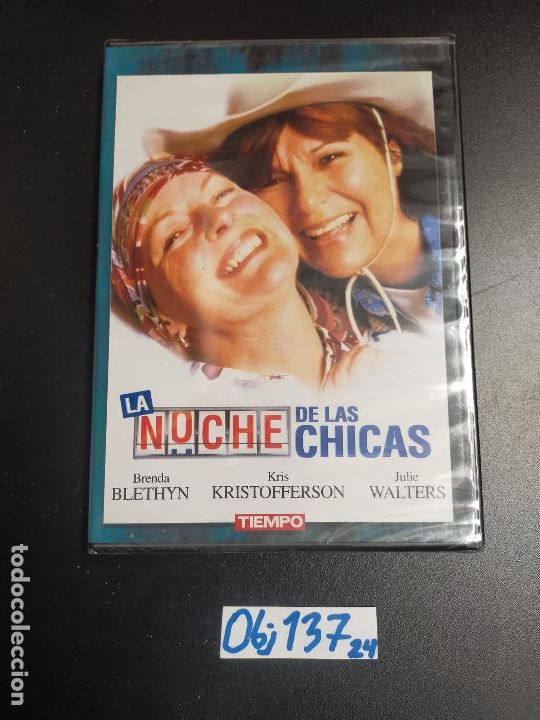 LA
NOCHE DE LAS
CHICAS
Brenda Kris Julie
BLETHYN KRISTOFFERSON WALTERS
TIEMPO
Obj 137 24
todocoleccion